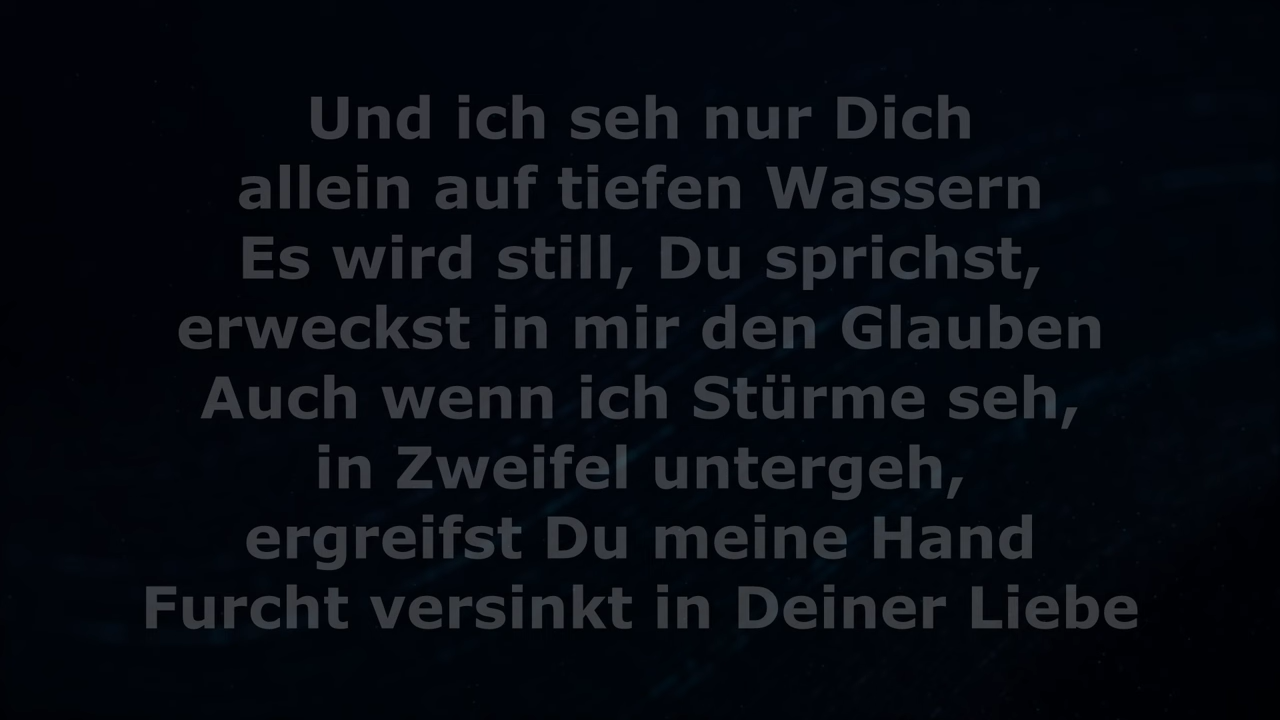 Und ich seh nur Dich
allein auf tiefen Wassern
Es wird still, Du sprichst,
erweckst in mir den Glauben
Auch wenn ich Stürme seh,
in Zweifel untergeh,
ergreifst Du meine Hand
Furcht versinkt in Deiner Liebe